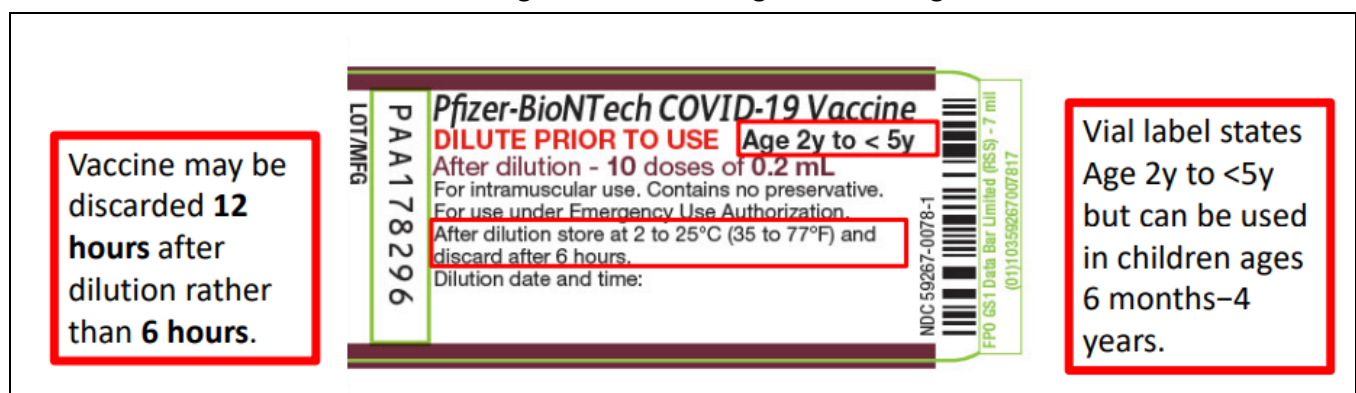 Vaccine may be
discarded 12
hours after
dilution rather
than 6 hours.
LOT/MFG
PAA178296
Pfizer-BioNTech COVID-19 Vaccine
DILUTE PRIOR TO USE Age 2y to < 5y
After dilution - 10 doses of 0.2 mL
For intramuscular use. Contains no preservative.
For use under Emergency Use Authorization.
After dilution store at 2 to 25°C (35 to 77°F) and
discard after 6 hours.
Dilution date and time:
NDC 59267-0078-1
FPO GS1 Data Bar Limited (RSS) - 7 mil
(01)10359267007817
Vial label states
Age 2y to <5y
but can be used
in children ages
6 months–4
years.